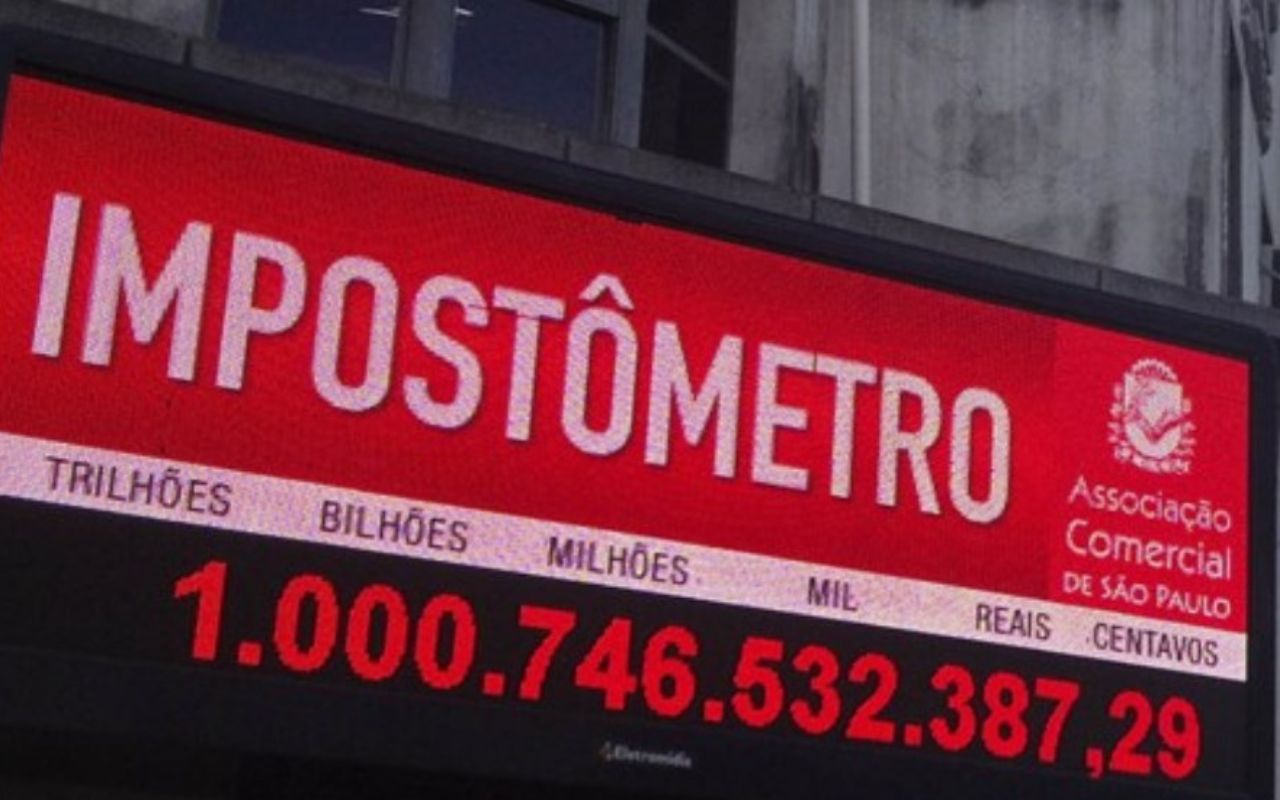 IMPOSTÔMETRO
Associação
Comercial
DE SÃO PAULO
TRILHÕES BILHÕES MILHÕES MIL REAIS CENTAVOS
1.000.746.532.387,29
Eletromidia